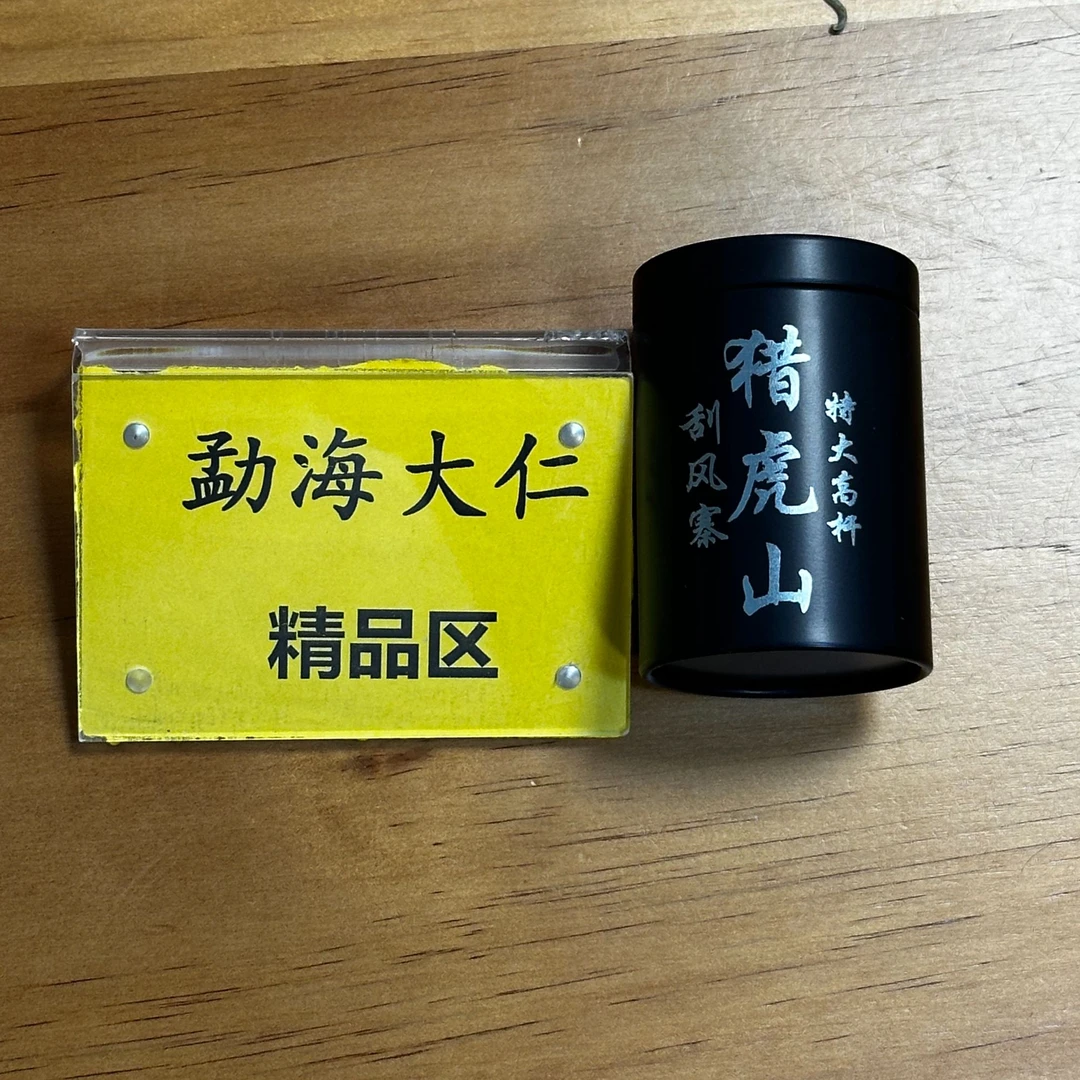 勐海大仁
精品区
特大高杆
猎虎山
刮风寨